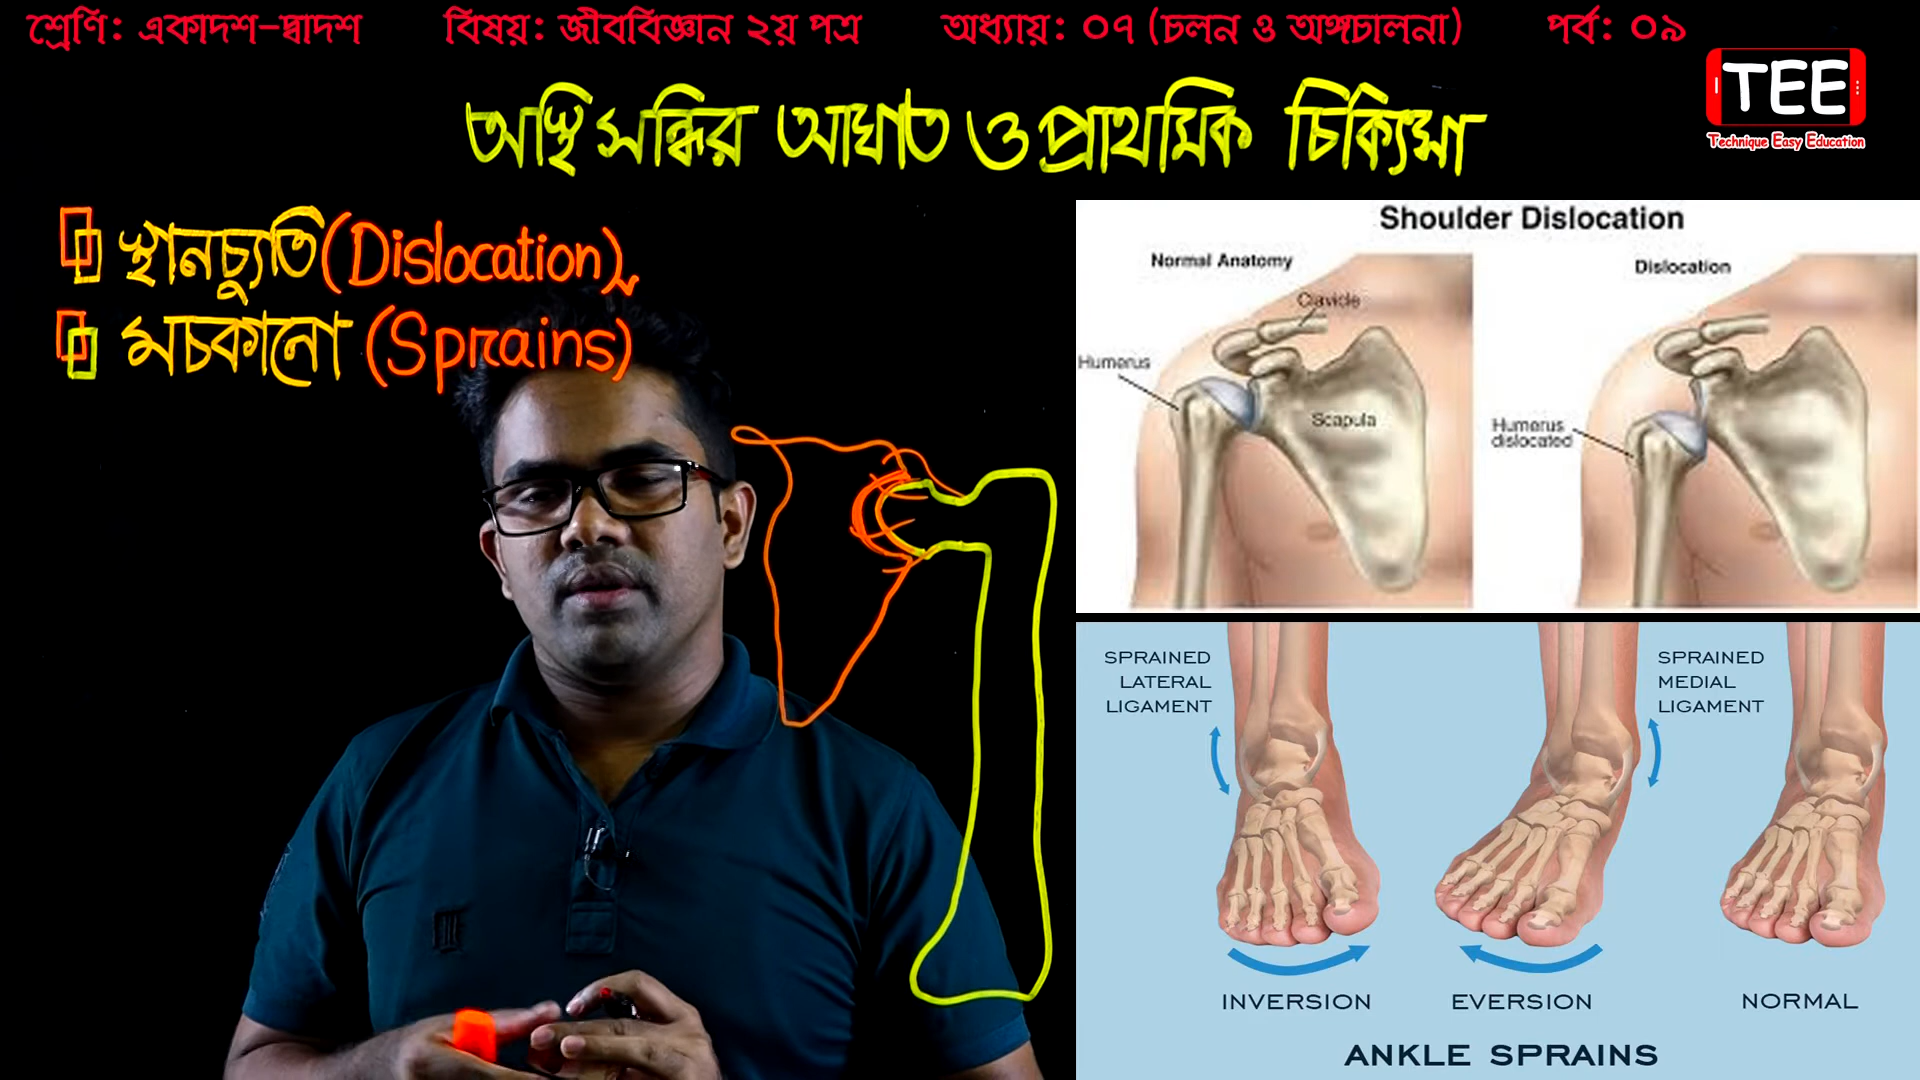 শ্রেণি: একাদশ-দ্বাদশ বিষয়: জীববিজ্ঞান ২য় পত্র অধ্যায়: ০৭ (চলন ও অঙ্গচালনা) পর্ব: ০৯
TEE
Technique Easy Education
অস্থি সন্ধির আঘাত ও প্রাথমিক চিকিৎসা
স্থানচ্যুতি (Dislocation)
মচকানো (Sprains)
Shoulder Dislocation
Normal Anatomy
Dislocation
Clavicle
Humerus
Scapula
Humerus
dislocated
SPRAINED
LATERAL
LIGAMENT
SPRAINED
MEDIAL
LIGAMENT
INVERSION
EVERSION
NORMAL
ANKLE SPRAINS